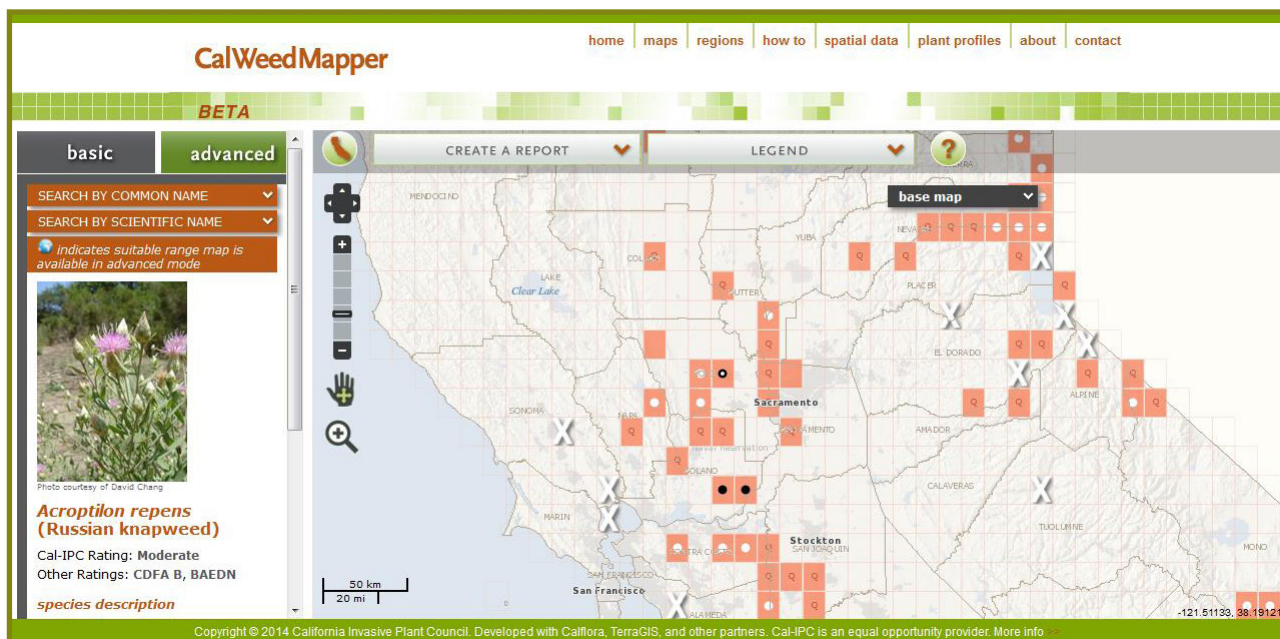 home maps regions how to spatial data plant profiles about contact
CalWeedMapper
BETA
basic advanced
SEARCH BY COMMON NAME
SEARCH BY SCIENTIFIC NAME
indicates suitable range map is
available in advanced mode
Photo courtesy of David Chang
Acroptilon repens
(Russian knapweed)
Cal-IPC Rating: Moderate
Other Ratings: CDFA B, BAEDN
species description
CREATE A REPORT
LEGEND
?
base map
MENDOCINO
YUBA
LAKE
Clear Lake
SUTTER
PLACER
EL DORADO
ALPINE
SONOMA
NAPA
Sacramento
AMADOR
SOLANO
CALAVERAS
MARIN
TUOLUMNE
Stockton
SAN JOAQUIN
MONO
SAN FRANCISCO
San Francisco
ALAMEDA
50 km
20 mi
-121.51133, 38.19121
Copyright © 2014 California Invasive Plant Council. Developed with Calflora, TerraGIS, and other partners. Cal-IPC is an equal opportunity provider. More info >>